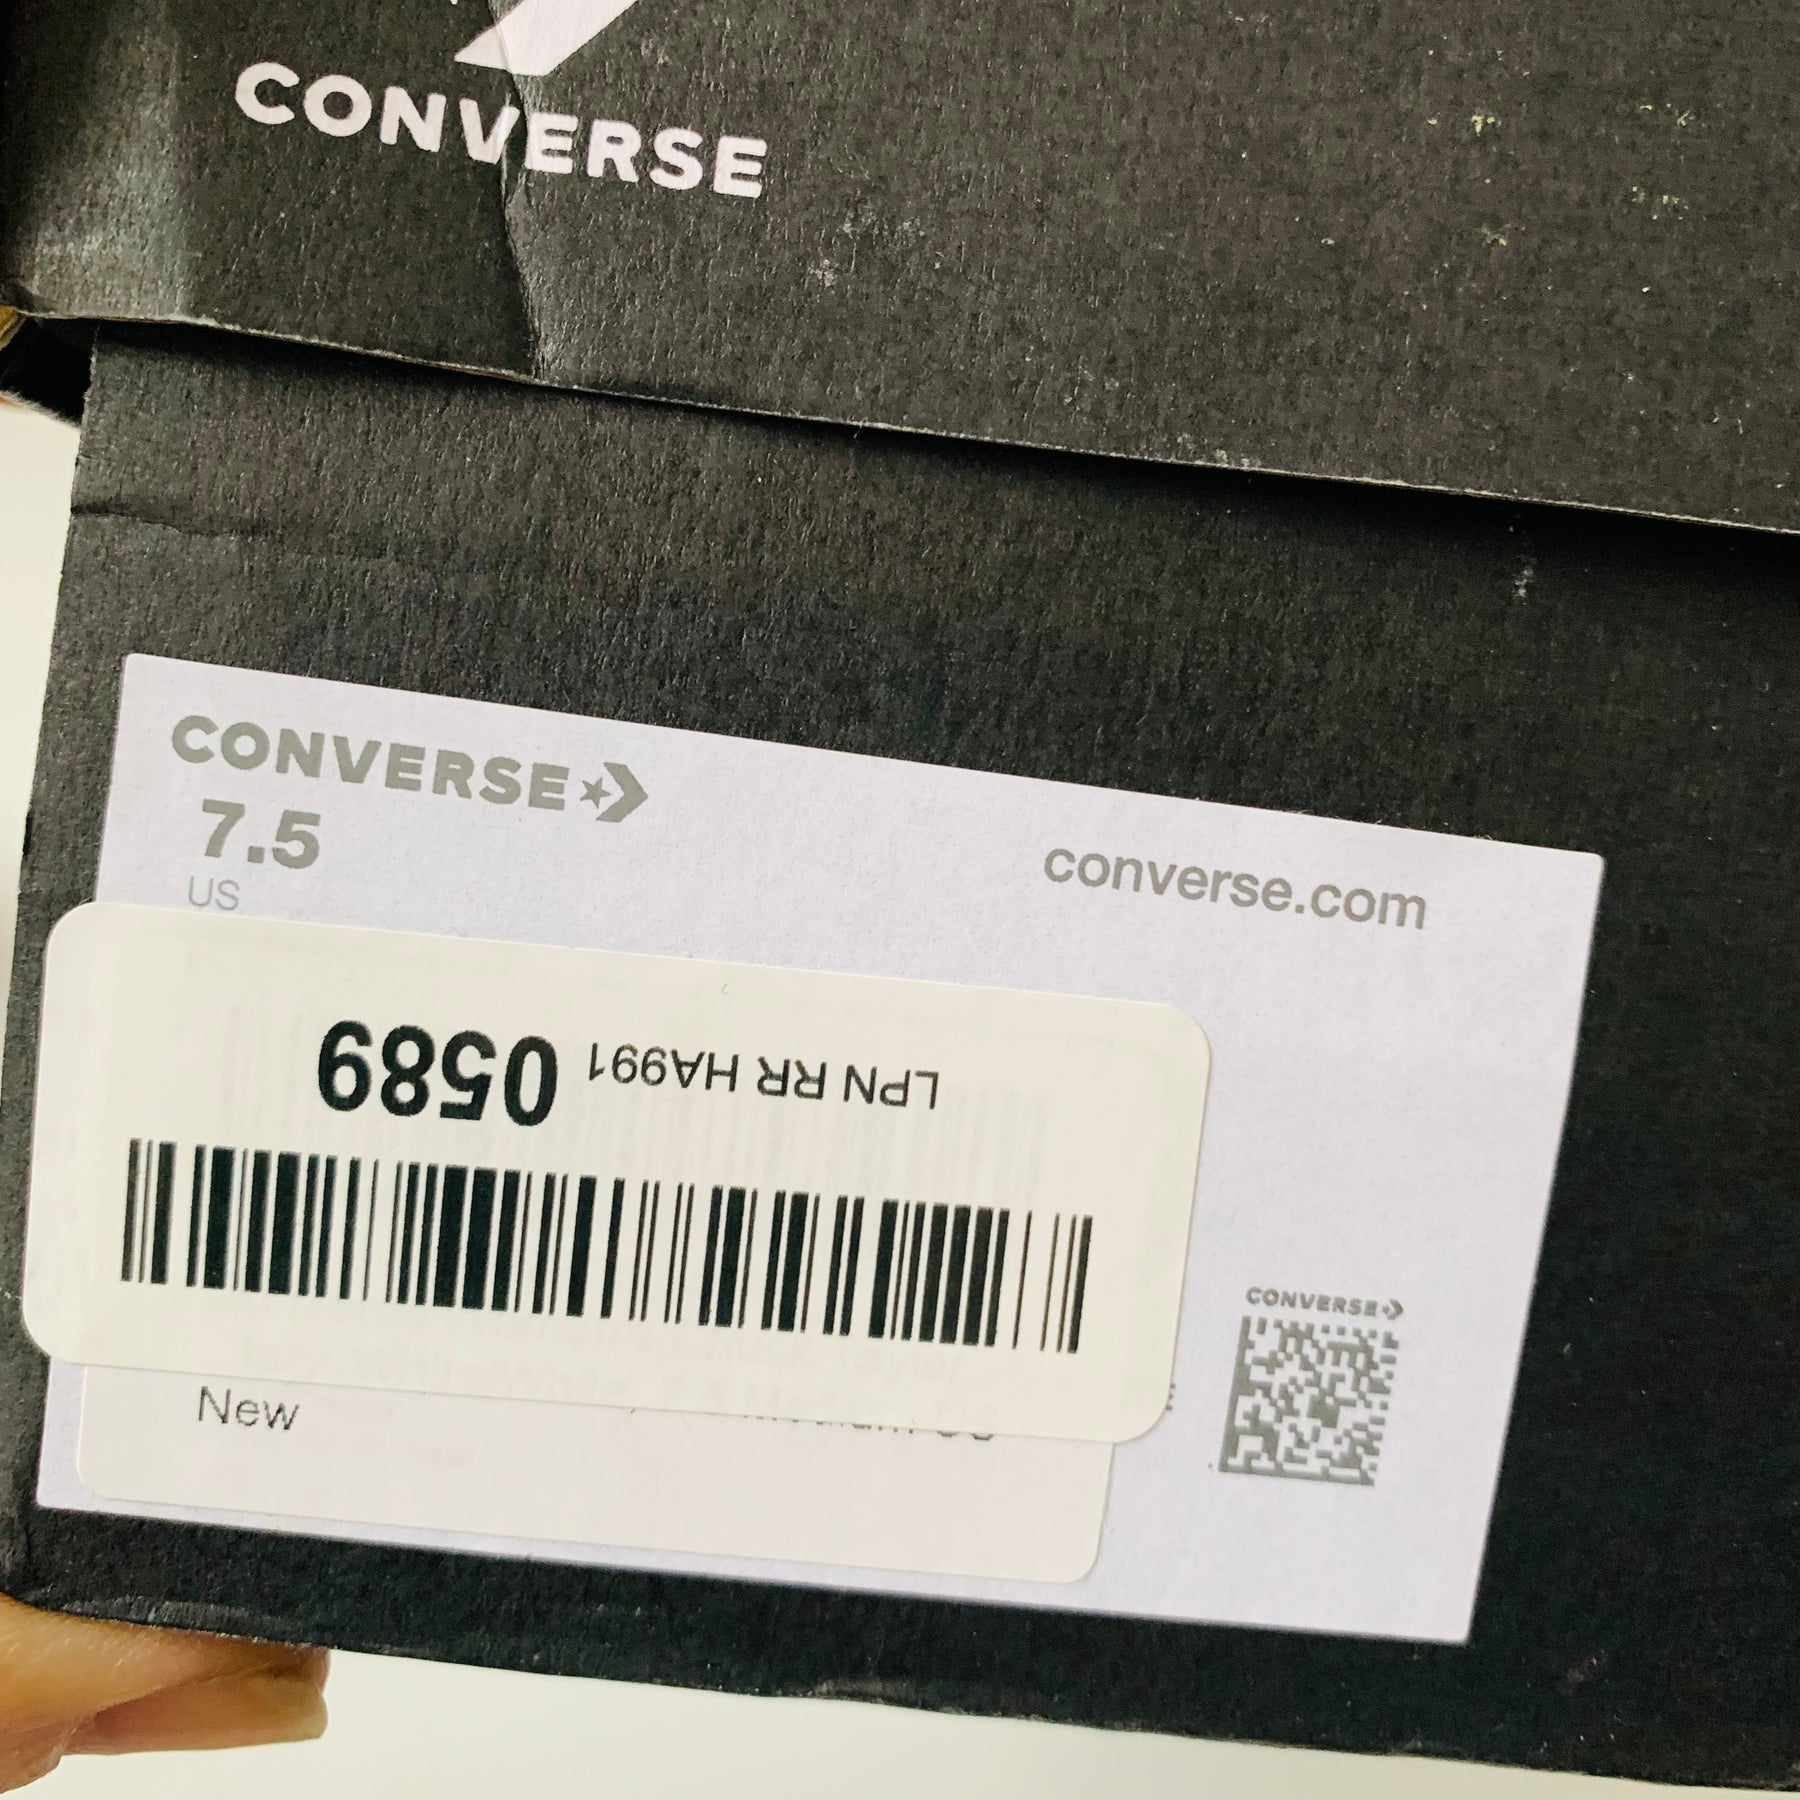 CONVERSE
CONVERSE
7.5
US
converse.com
LPN RR HA991 0589
CONVERSE
New